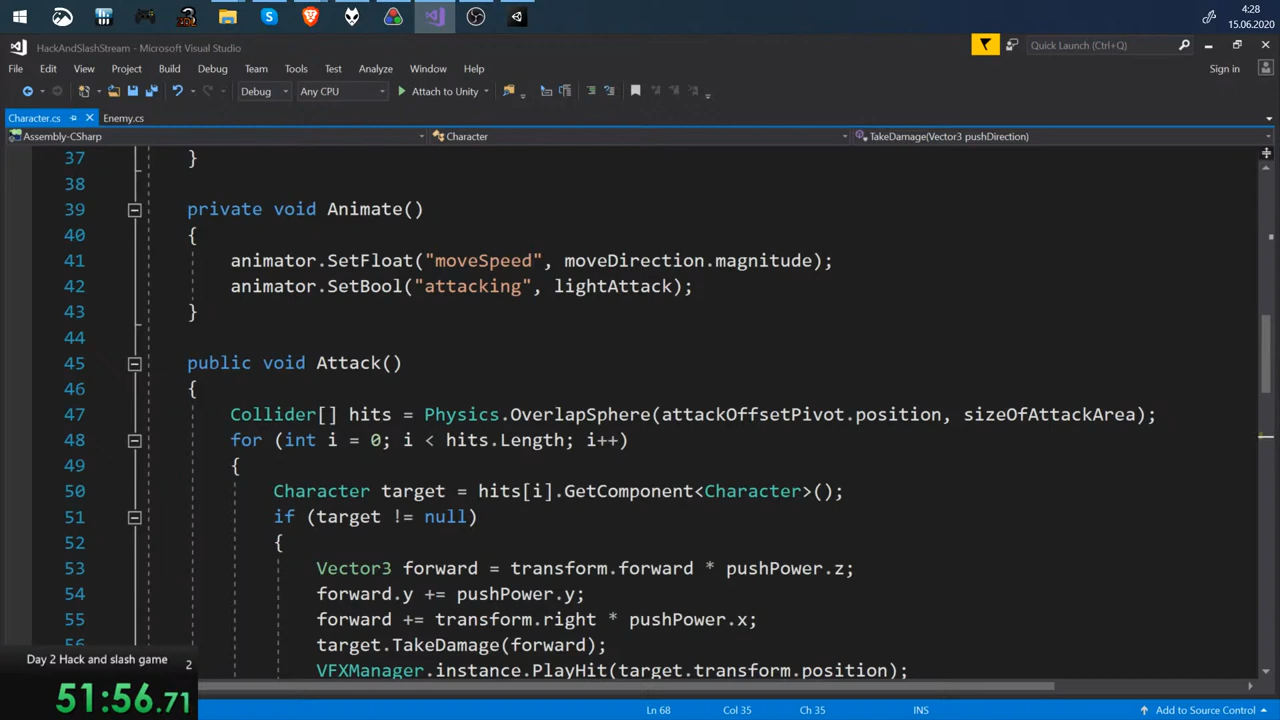 4:28
15.06.2020
HackAndSlashStream - Microsoft Visual Studio
Quick Launch (Ctrl+Q)
File Edit View Project Build Debug Team Tools Test Analyze Window Help
Sign in
Debug Any CPU Attach to Unity
Character.cs Enemy.cs
Assembly-CSharp Character TakeDamage(Vector3 pushDirection)
37 }
38
39 private void Animate()
40 {
41 animator.SetFloat("moveSpeed", moveDirection.magnitude);
42 animator.SetBool("attacking", lightAttack);
43 }
44
45 public void Attack()
46 {
47 Collider[] hits = Physics.OverlapSphere(attackOffsetPivot.position, sizeOfAttackArea);
48 for (int i = 0; i < hits.Length; i++)
49 {
50 Character target = hits[i].GetComponent<Character>();
51 if (target != null)
52 {
53 Vector3 forward = transform.forward * pushPower.z;
54 forward.y += pushPower.y;
55 forward += transform.right * pushPower.x;
56 target.TakeDamage(forward);
VFXManager.instance.PlayHit(target.transform.position);
Day 2 Hack and slash game 2
51:56.71
Ln 68 Col 35 Ch 35 INS Add to Source Control